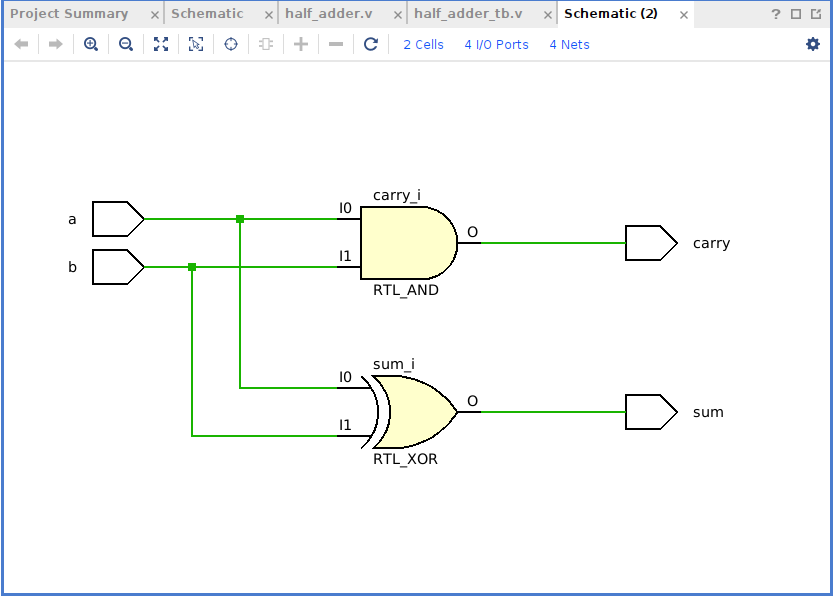 Project Summary × Schematic × half_adder.v × half_adder_tb.v × Schematic (2) × ?
2 Cells 4 I/O Ports 4 Nets
carry_i
I0
a
O
carry
I1
b
RTL_AND
sum_i
I0
O
sum
I1
RTL_XOR